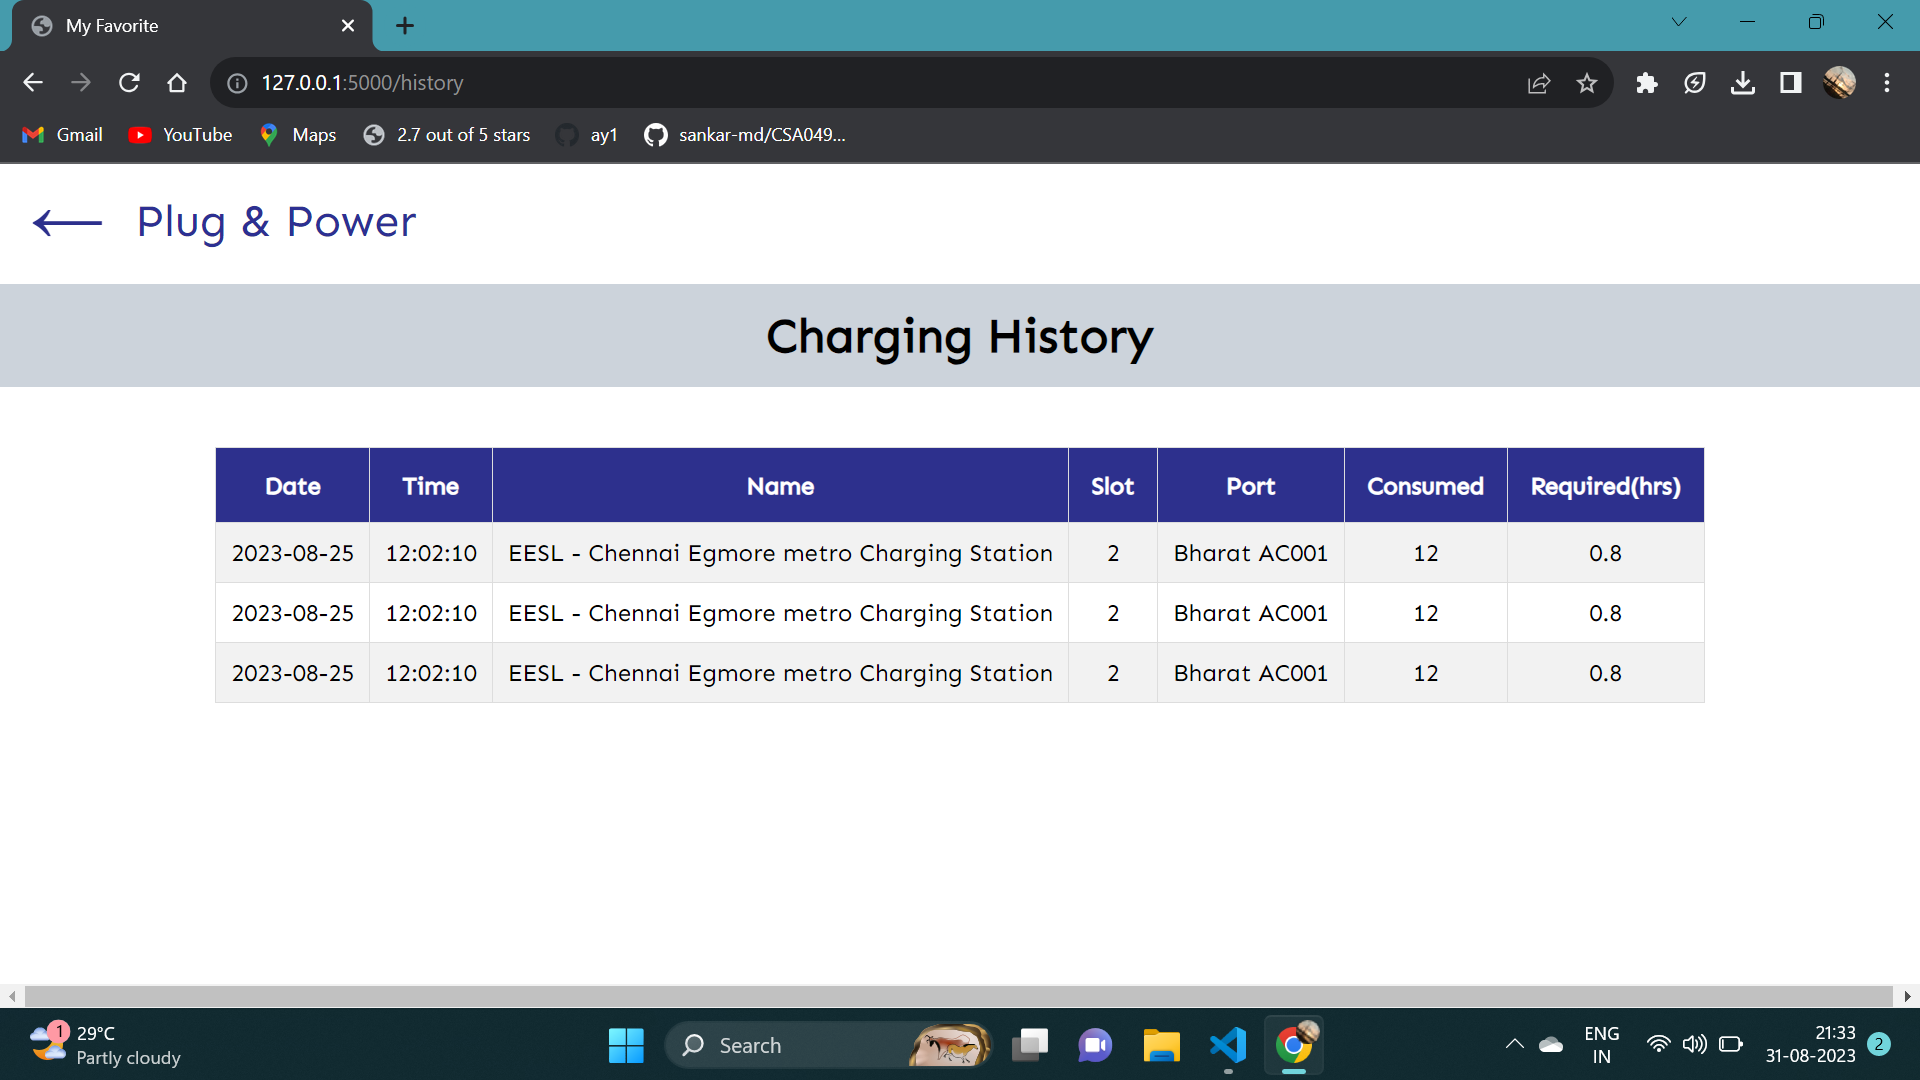 My Favorite
127.0.0.1:5000/history
Gmail YouTube Maps 2.7 out of 5 stars ay1 sankar-md/CSA049...
Plug & Power
Charging History
Date Time Name Slot Port Consumed Required(hrs)
2023-08-25 12:02:10 EESL - Chennai Egmore metro Charging Station 2 Bharat AC001 12 0.8
2023-08-25 12:02:10 EESL - Chennai Egmore metro Charging Station 2 Bharat AC001 12 0.8
2023-08-25 12:02:10 EESL - Chennai Egmore metro Charging Station 2 Bharat AC001 12 0.8
1 29°C
Partly cloudy
Search
ENG
IN
21:33
31-08-2023
2